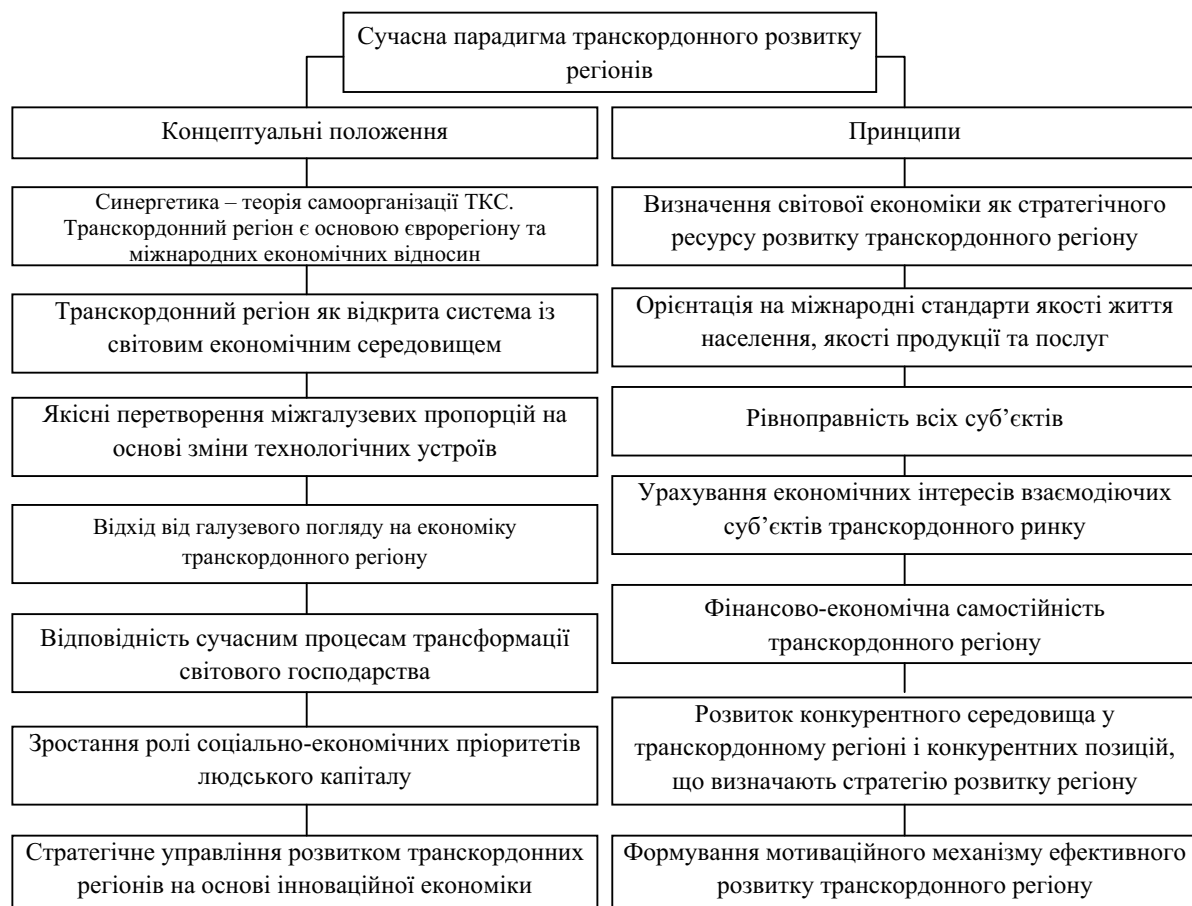 Сучасна парадигма транскордонного розвитку
регіонів
Концептуальні положення
Синергетика – теорія самоорганізації ТКС.
Транскордонний регіон є основою єврорегіону та
міжнародних економічних відносин
Транскордонний регіон як відкрита система із
світовим економічним середовищем
Якісні перетворення міжгалузевих пропорцій на
основі зміни технологічних устроїв
Відхід від галузевого погляду на економіку
транскордонного регіону
Відповідність сучасним процесам трансформації
світового господарства
Зростання ролі соціально-економічних пріоритетів
людського капіталу
Стратегічне управління розвитком транскордонних
регіонів на основі інноваційної економіки
Принципи
Визначення світової економіки як стратегічного
ресурсу розвитку транскордонного регіону
Орієнтація на міжнародні стандарти якості життя
населення, якості продукції та послуг
Рівноправність всіх суб’єктів
Урахування економічних інтересів взаємодіючих
суб’єктів транскордонного ринку
Фінансово-економічна самостійність
транскордонного регіону
Розвиток конкурентного середовища у
транскордонному регіоні і конкурентних позицій,
що визначають стратегію розвитку регіону
Формування мотиваційного механізму ефективного
розвитку транскордонного регіону